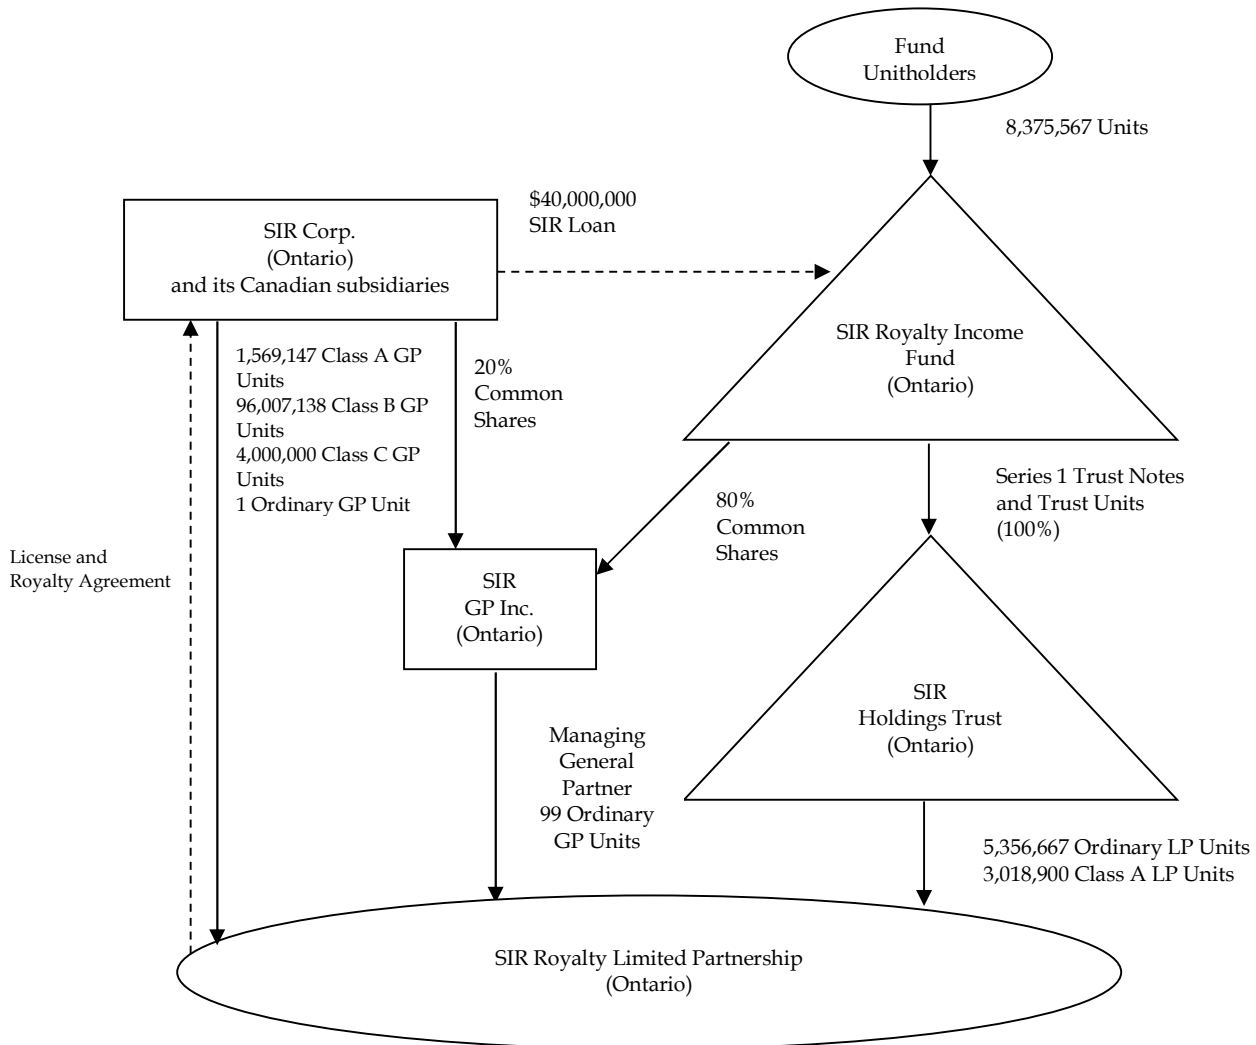 Fund
Unitholders
8,375,567 Units
$40,000,000
SIR Loan
SIR Corp.
(Ontario)
and its Canadian subsidiaries
SIR Royalty Income
Fund
(Ontario)
1,569,147 Class A GP
Units
96,007,138 Class B GP
Units
4,000,000 Class C GP
Units
1 Ordinary GP Unit
20%
Common
Shares
80%
Common
Shares
Series 1 Trust Notes
and Trust Units
(100%)
License and
Royalty Agreement
SIR
GP Inc.
(Ontario)
SIR
Holdings Trust
(Ontario)
Managing
General
Partner
99 Ordinary
GP Units
5,356,667 Ordinary LP Units
3,018,900 Class A LP Units
SIR Royalty Limited Partnership
(Ontario)